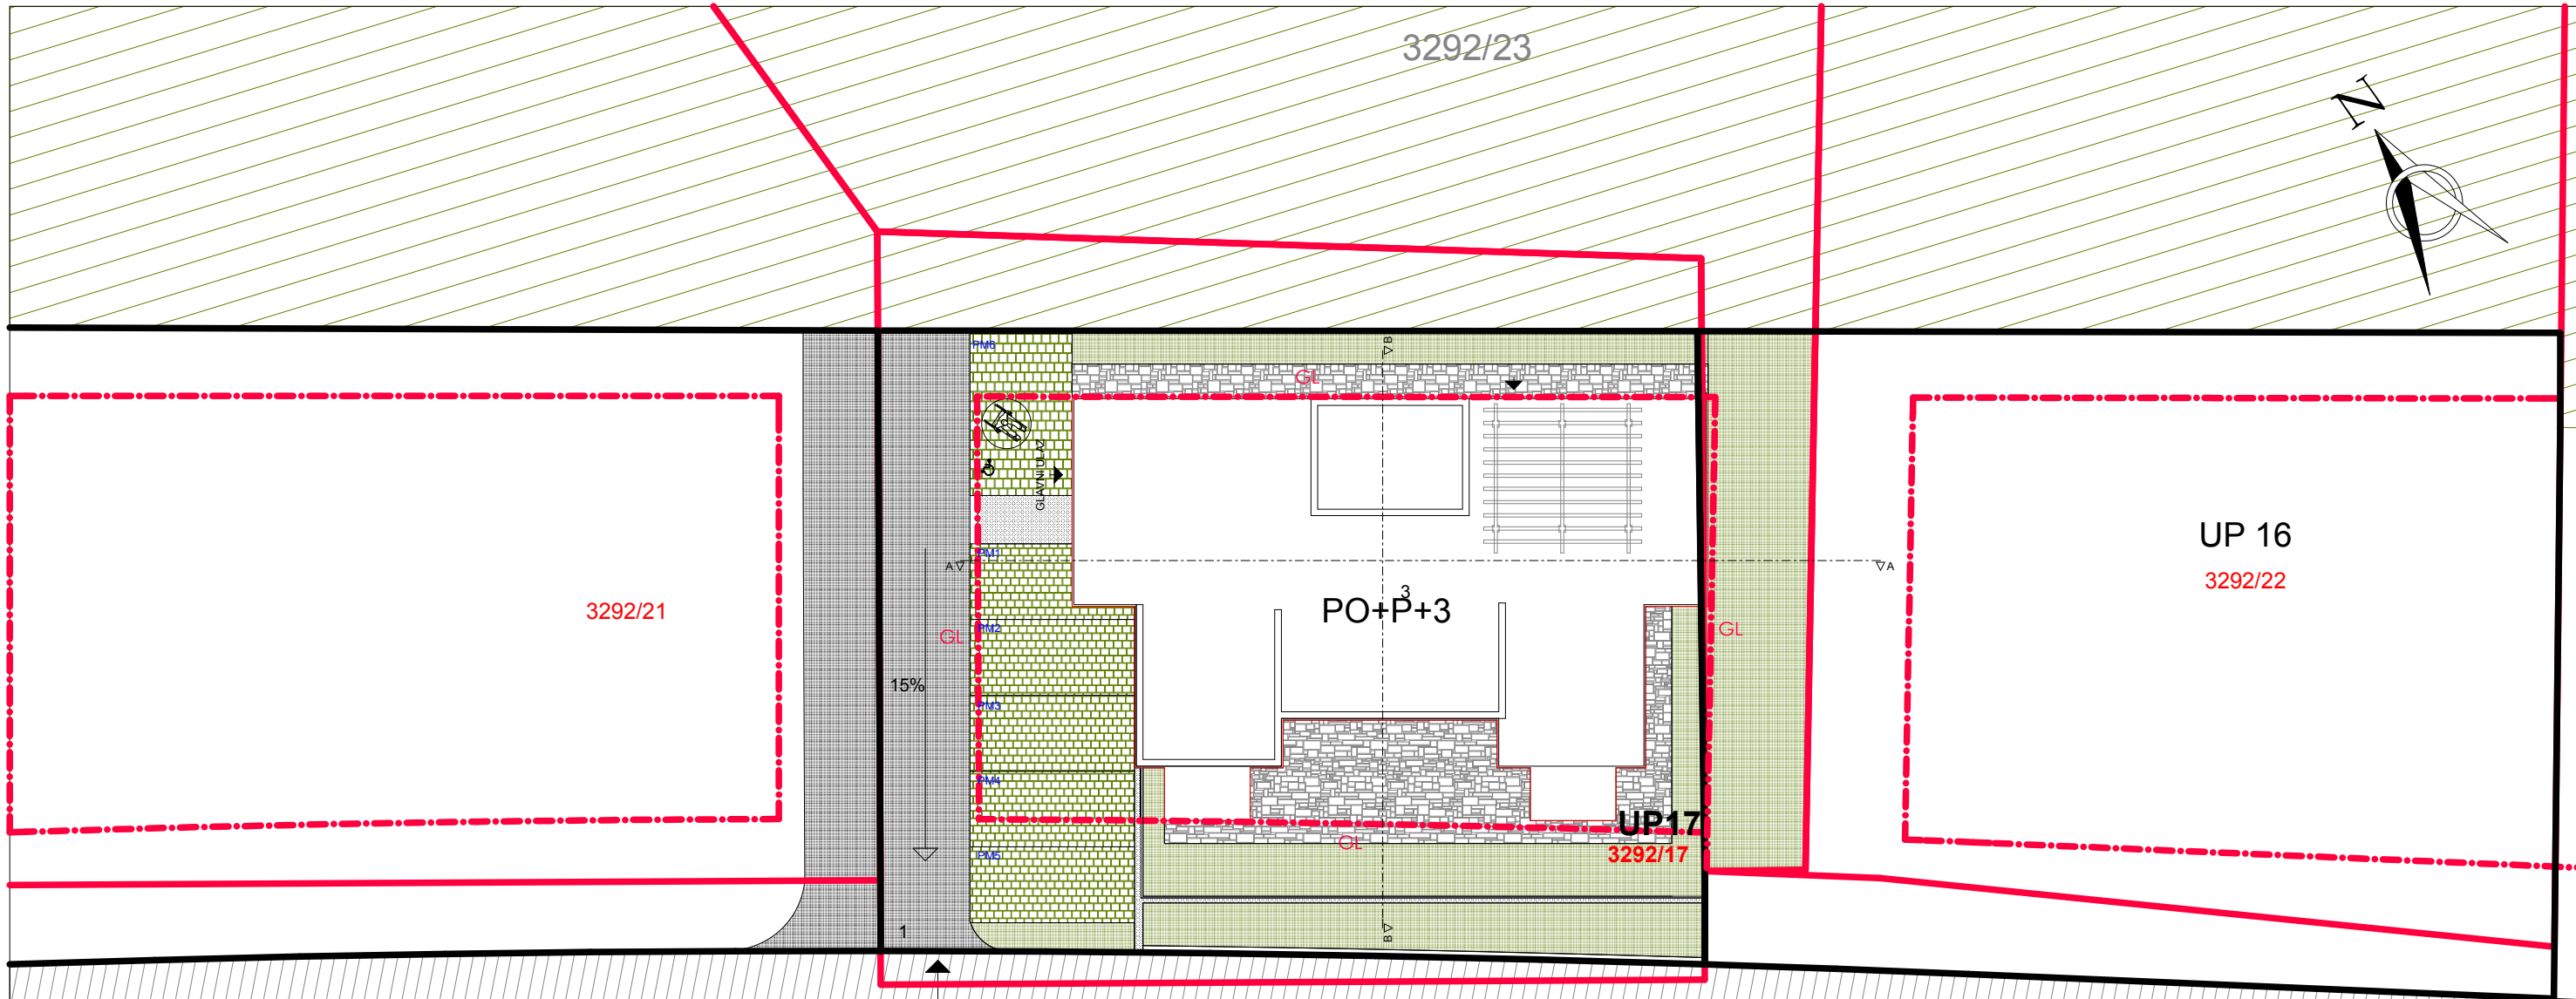 3292/23
N
PM6
B
GL
GLAVNI ULAZ
PM1
A
A
UP 16
3292/22
3
PO+P+3
3292/21
PM2
GL
GL
15%
PM3
PM4
UP17
GL
3292/17
PM5
1
B